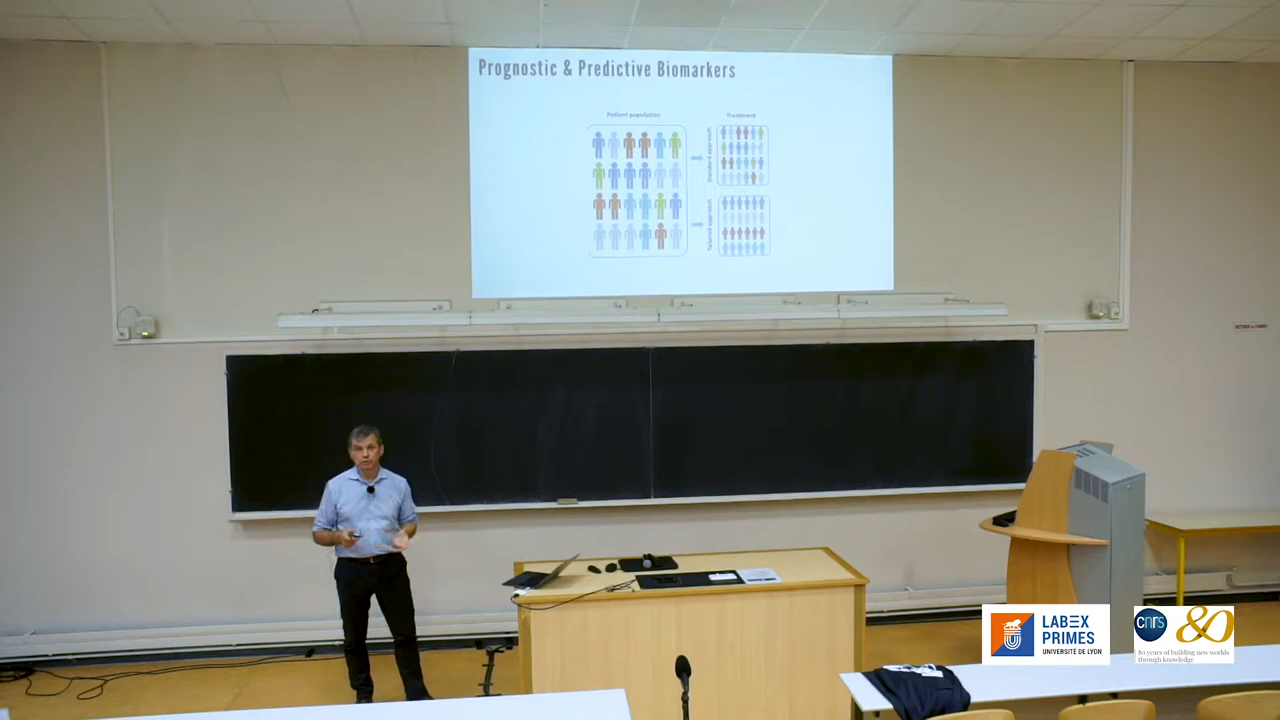 Prognostic & Predictive Biomarkers
Patient population
Treatment
Standard approach
Tailored approach
LABEX
PRIMES
UNIVERSITÉ DE LYON
cnrs
80
80 years of building new worlds
through knowledge